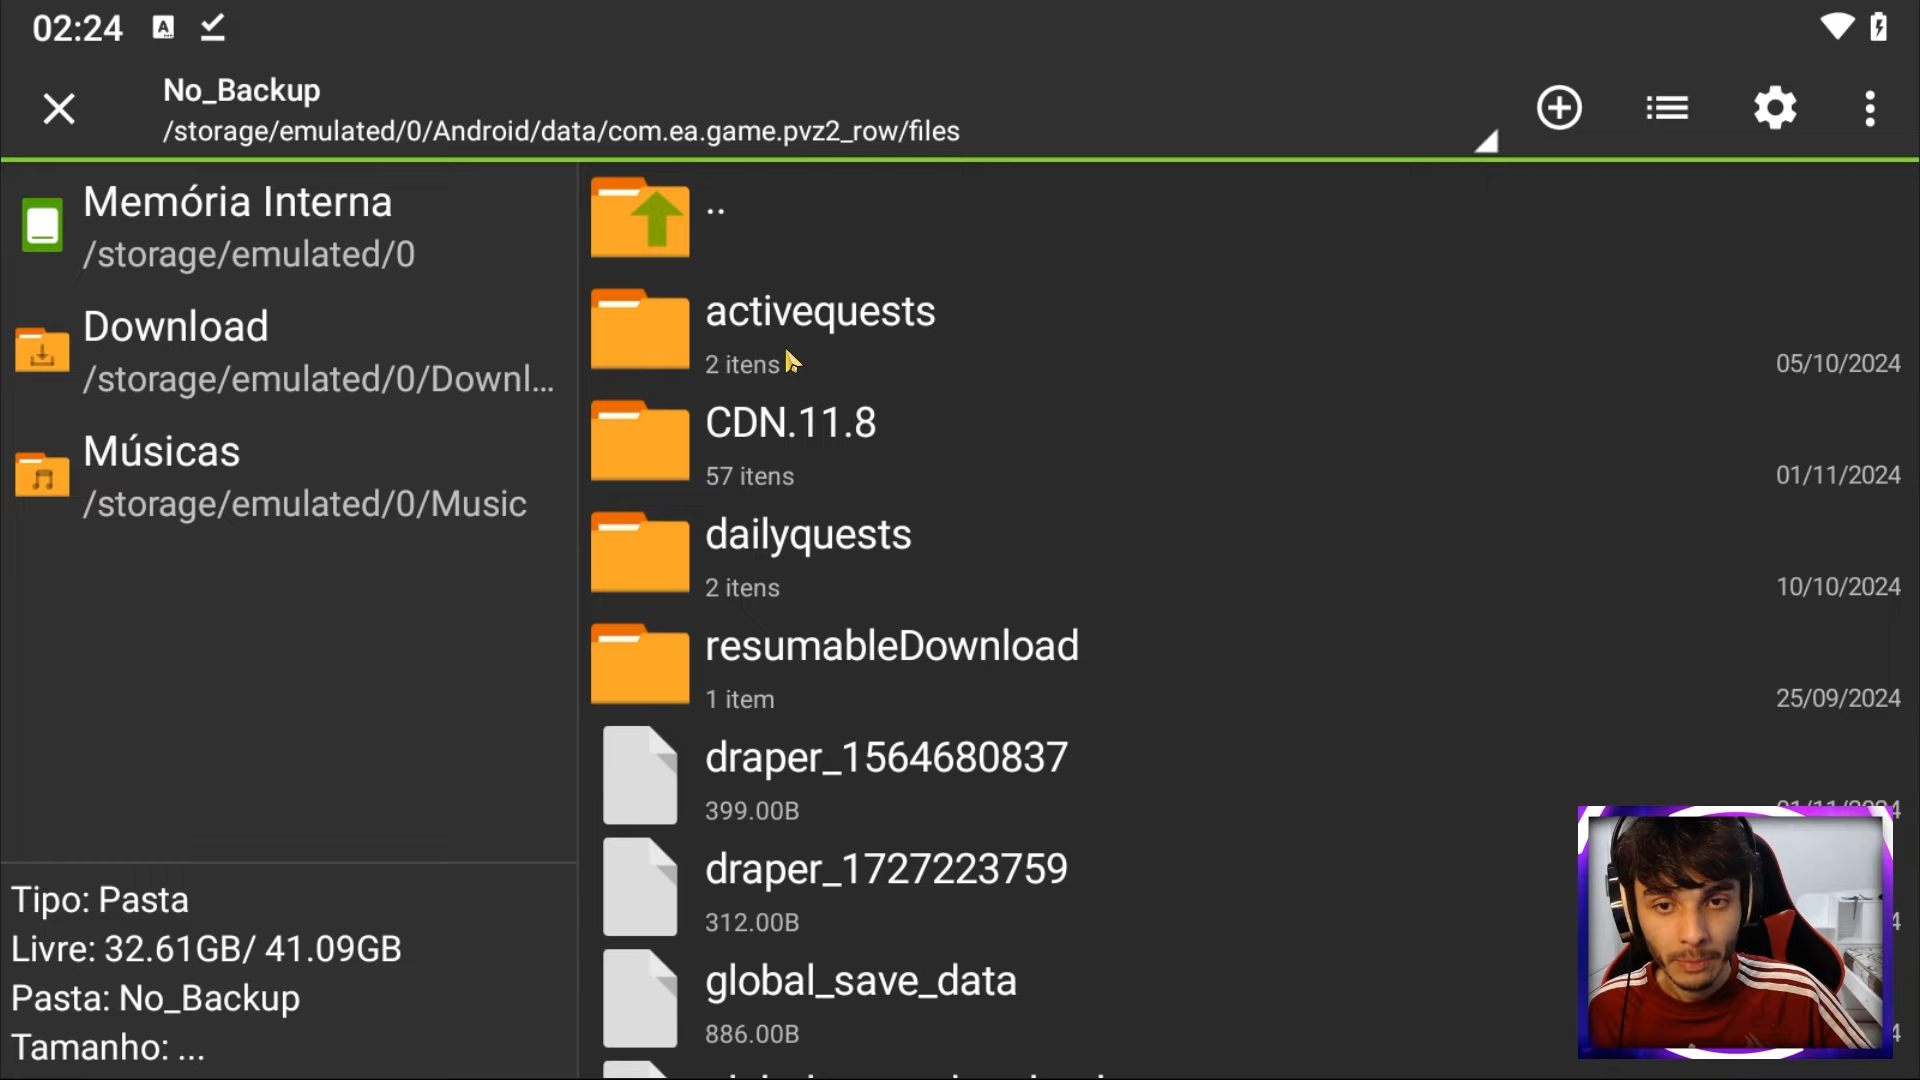 02:24
No_Backup
/storage/emulated/0/Android/data/com.ea.game.pvz2_row/files
Memória Interna
/storage/emulated/0
Download
/storage/emulated/0/Downl...
Músicas
/storage/emulated/0/Music
Tipo: Pasta
Livre: 32.61GB/ 41.09GB
Pasta: No_Backup
Tamanho: ...
..
activequests
2 itens
05/10/2024
CDN.11.8
57 itens
01/11/2024
dailyquests
2 itens
10/10/2024
resumableDownload
1 item
25/09/2024
draper_1564680837
399.00B
draper_1727223759
312.00B
global_save_data
886.00B